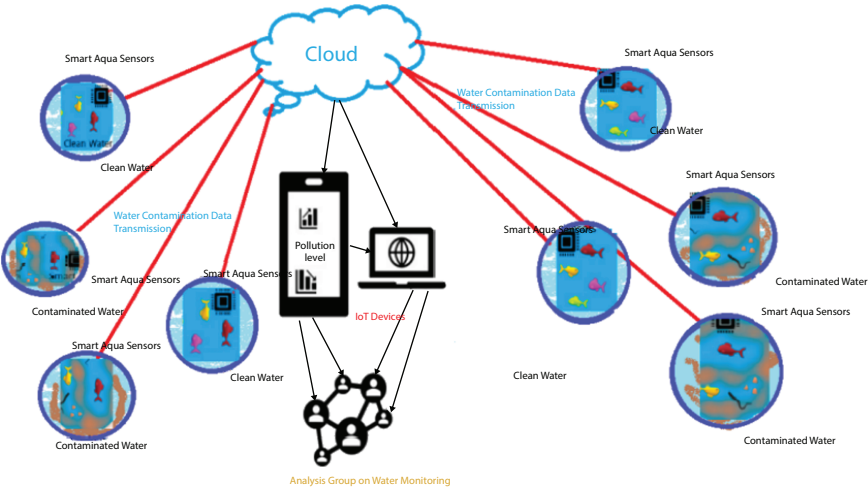 Cloud
Smart Aqua Sensors
Smart Aqua Sensors
Water Contamination Data
Transmission
Clean Water
Clean Water
Clean Water
Smart Aqua Sensors
Water Contamination Data
Transmission
Smart Aqua Sensors
Pollution
level
Smart Aqua Sensors
Smart Aqua Sensors
Smart
Contaminated Water
Contaminated Water
IoT Devices
Smart Aqua Sensors
Smart Aqua Sensors
Clean Water
Clean Water
Contaminated Water
Contaminated Water
Analysis Group on Water Monitoring